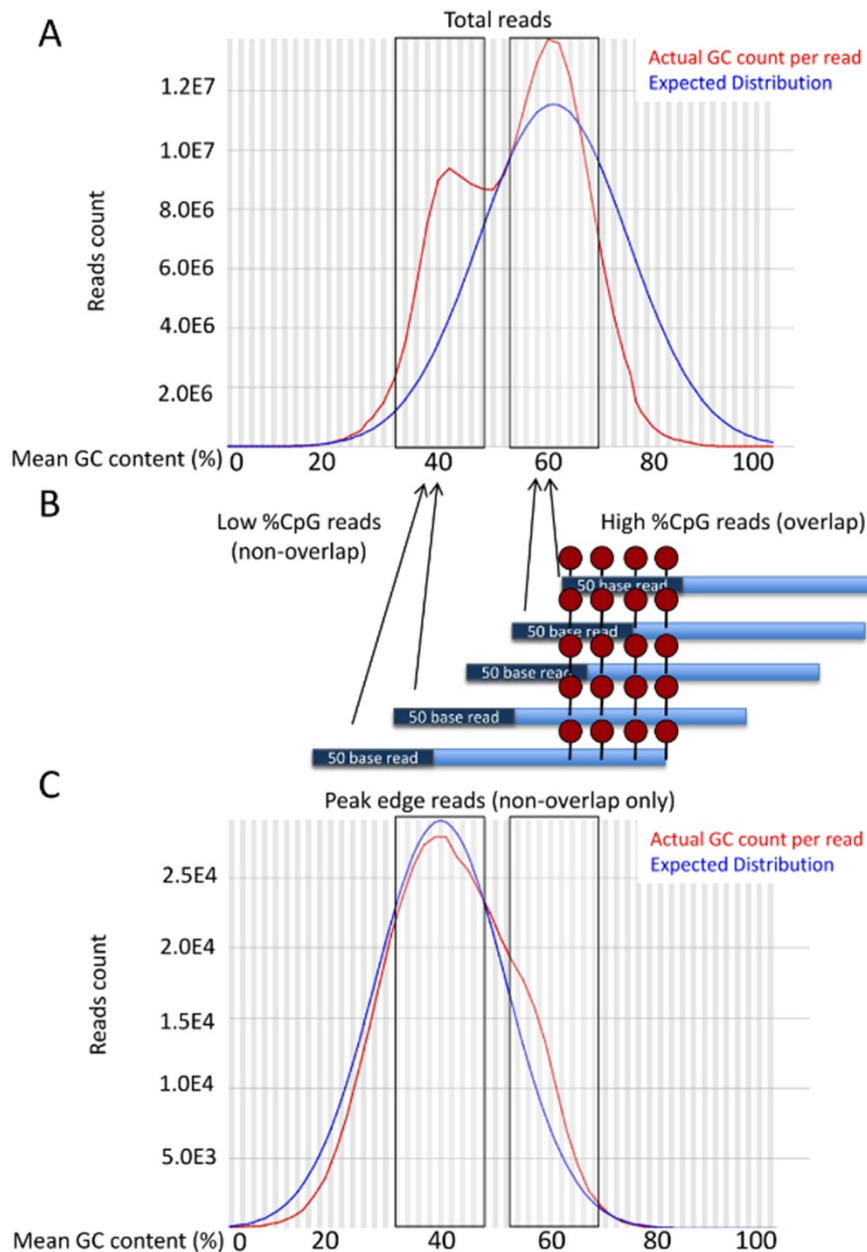 A
Total reads
Actual GC count per read
Expected Distribution
1.2E7
1.0E7
8.0E6
6.0E6
4.0E6
2.0E6
Reads count
Mean GC content (%) 0 20 40 60 80 100
B
Low %CpG reads
(non-overlap)
High %CpG reads (overlap)
50 base read
50 base read
50 base read
50 base read
50 base read
C
Peak edge reads (non-overlap only)
Actual GC count per read
Expected Distribution
2.5E4
2.0E4
1.5E4
1.0E4
5.0E3
Reads count
Mean GC content (%) 0 20 40 60 80 100